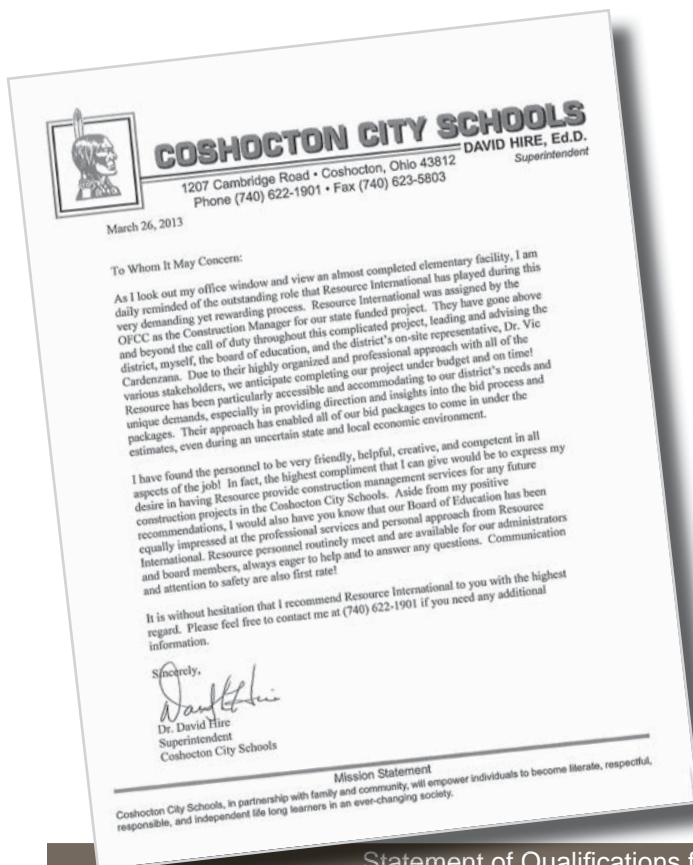 COSHOCTON CITY SCHOOLS
DAVID HIRE, Ed.D.
Superintendent
1207 Cambridge Road • Coshocton, Ohio 43812
Phone (740) 622-1901 • Fax (740) 623-5803
March 26, 2013
To Whom It May Concern:
As I look out my office window and view an almost completed elementary facility, I am
daily reminded of the outstanding role that Resource International has played during this
very demanding yet rewarding process. Resource International was assigned by the
OFCC as the Construction Manager for our state funded project. They have gone above
and beyond the call of duty throughout this complicated project, leading and advising the
district, myself, the board of education, and the district's on-site representative, Dr. Vic
Cardenzana. Due to their highly organized and professional approach with all of the
various stakeholders, we anticipate completing our project under budget and on time!
Resource has been particularly accessible and accommodating to our district's needs and
unique demands, especially in providing direction and insights into the bid process and
packages. Their approach has enabled all of our bid packages to come in under the
estimates, even during an uncertain state and local economic environment.
I have found the personnel to be very friendly, helpful, creative, and competent in all
aspects of the job! In fact, the highest compliment that I can give would be to express my
desire in having Resource provide construction management services for any future
construction projects in the Coshocton City Schools. Aside from my positive
recommendations, I would also have you know that our Board of Education has been
equally impressed at the professional services and personal approach from Resource
International. Resource personnel routinely meet and are available for our administrators
and board members, always eager to help and to answer any questions. Communication
and attention to safety are also first rate!
It is without hesitation that I recommend Resource International to you with the highest
regard. Please feel free to contact me at (740) 622-1901 if you need any additional
information.
Sincerely,
Dr. David Hire
Superintendent
Coshocton City Schools
Mission Statement
Coshocton City Schools, in partnership with family and community, will empower individuals to become literate, respectful,
responsible, and independent life long learners in an ever-changing society.
Statement of Qualifications